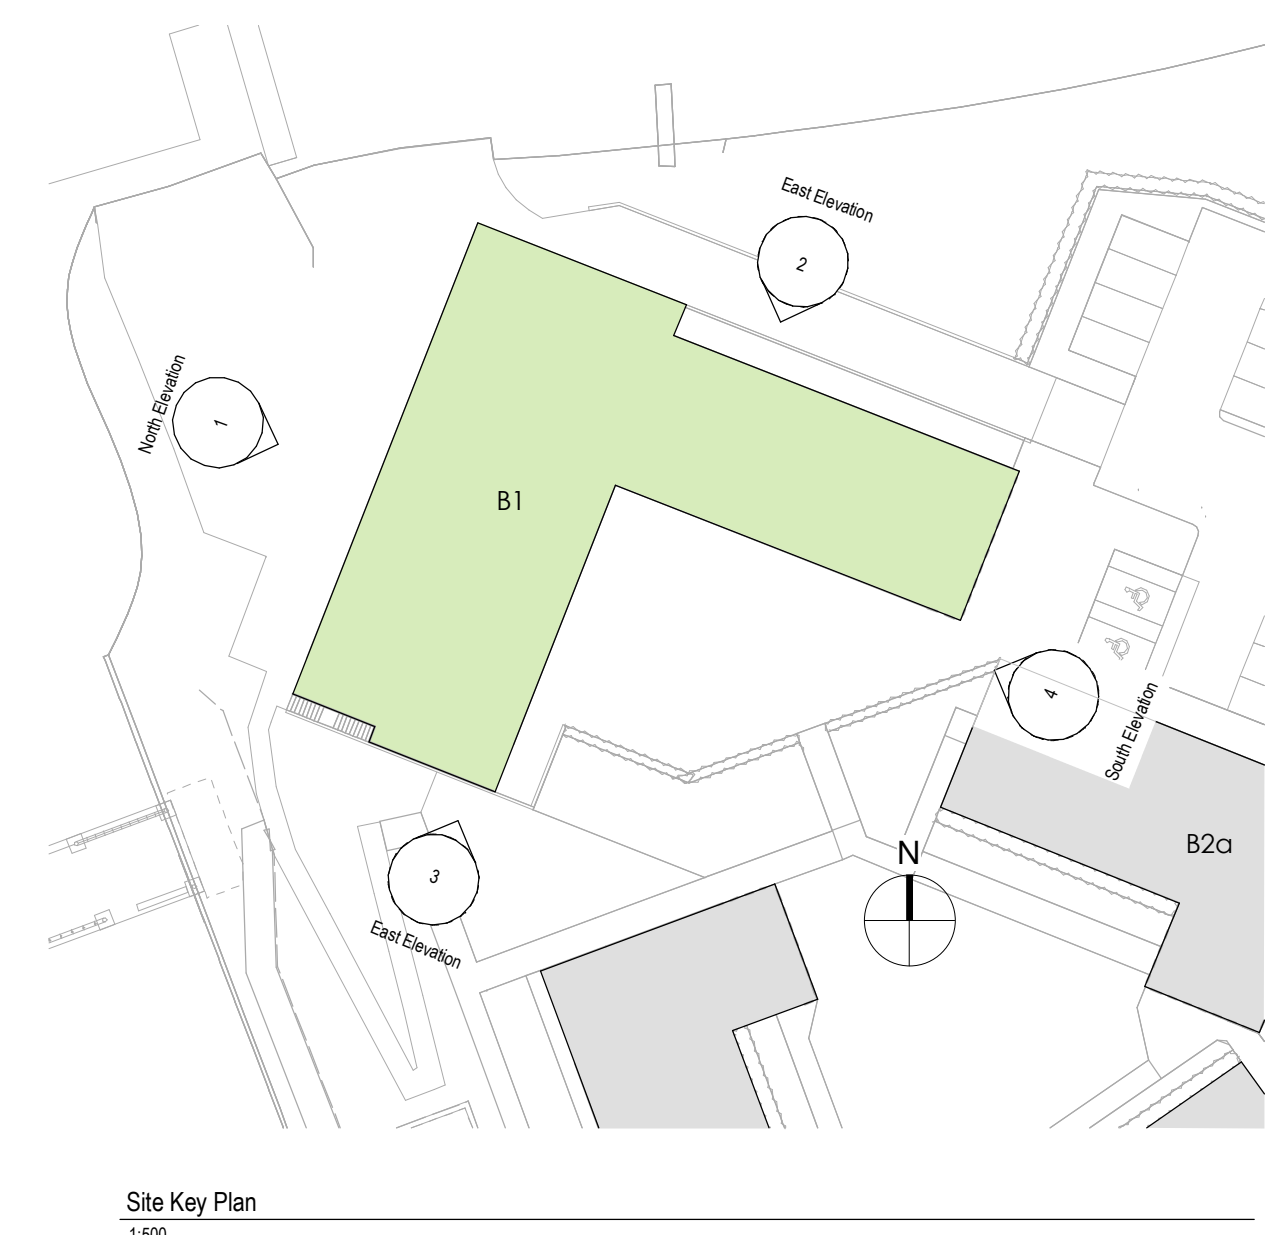 East Elevation
2
North Elevation
1
B1
4
South Elevation
B2a
N
3
East Elevation
Site Key Plan
1:500